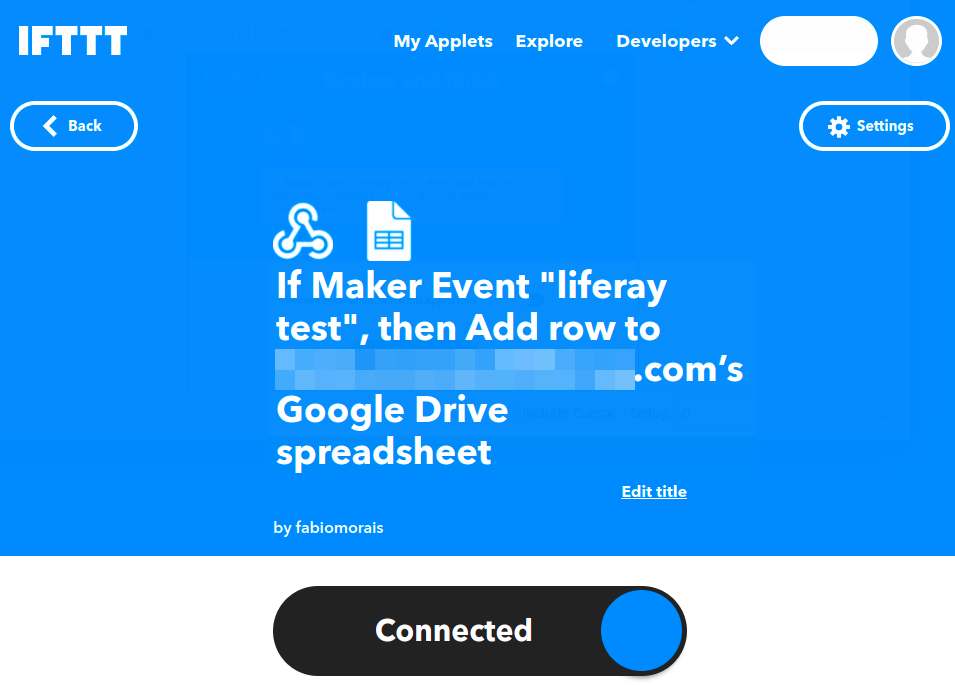 IFTTT
My Applets Explore Developers
Back
Settings
If Maker Event "liferay
test", then Add row to
.com’s
Google Drive
spreadsheet
Edit title
by fabiomorais
Connected